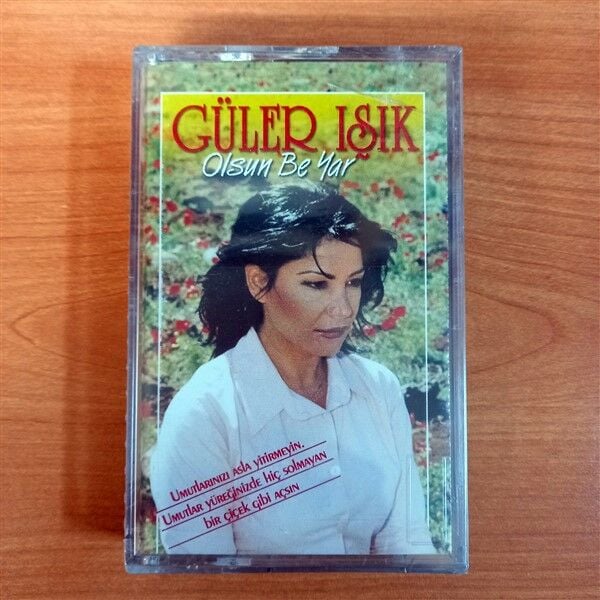 GÜLER IŞIK
Olsun Be Yar
Umutlarınızı asla yitirmeyin.
Umutlar yüreğinizde hiç solmayan
bir çiçek gibi açsın